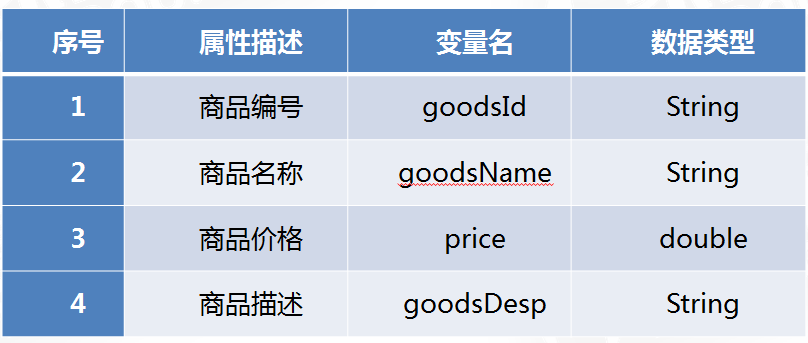 序号 属性描述 变量名 数据类型
1 商品编号 goodsId String
2 商品名称 goodsName String
3 商品价格 price double
4 商品描述 goodsDesp String